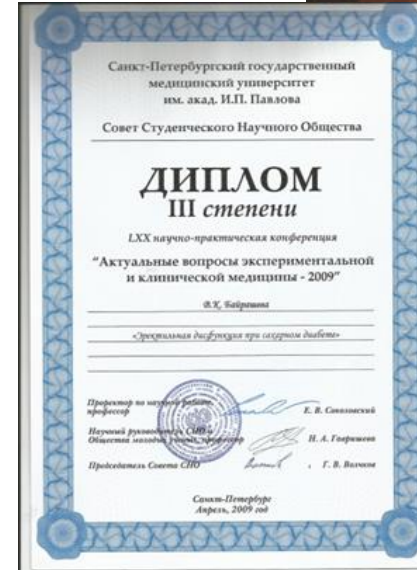 Санкт-Петербургский государственный
медицинский университет
им. акад. И.П. Павлова
Совет Студенческого Научного Общества
ДИПЛОМ
III степени
LXX научно-практическая конференция
"Актуальные вопросы экспериментальной
и клинической медицины - 2009"
В.К. Байрашева
«Эректильная дисфункция при сахарном диабете»
Проректор по научной работе,
профессор
Е. В. Соколовский
Научный руководитель СНО и
Общества молодых ученых, профессор
Н. А. Гавришева
Председатель Совета СНО
Г. В. Волчков
Санкт-Петербург
Апрель, 2009 год